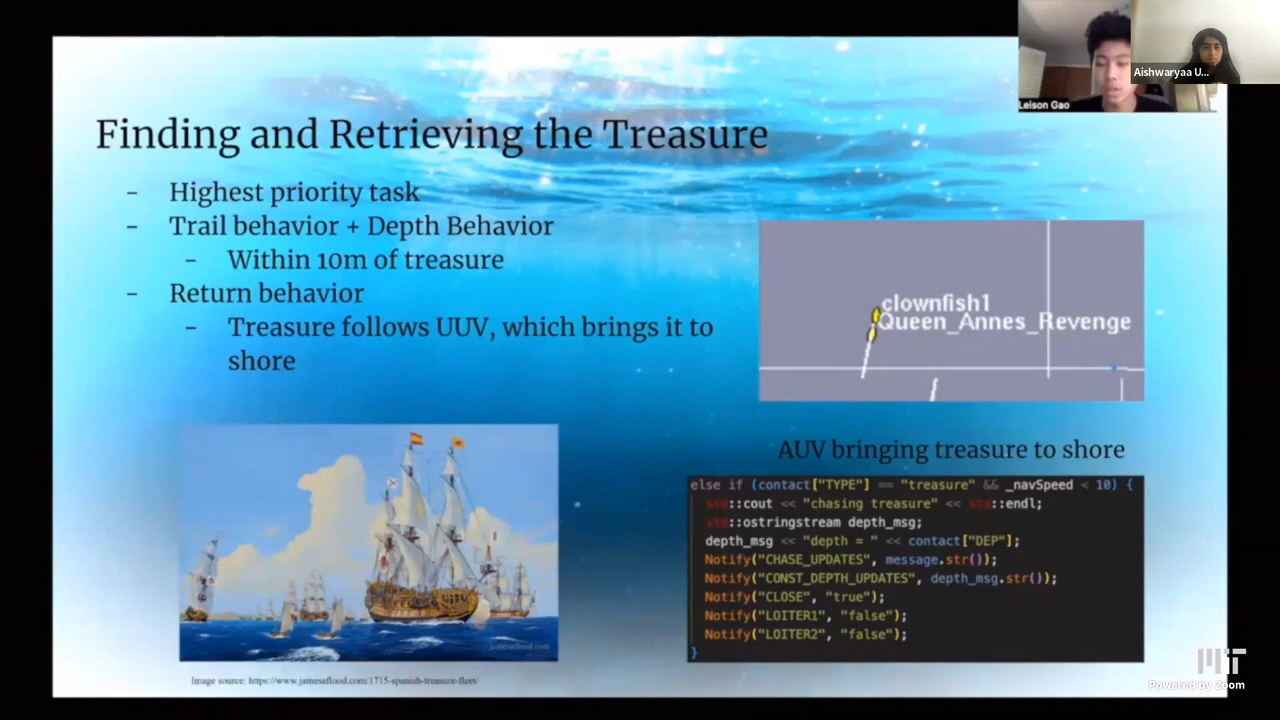 Aishwaryaa U...
Leison Gao
Finding and Retrieving the Treasure
- Highest priority task
- Trail behavior + Depth Behavior
- Within 10m of treasure
- Return behavior
- Treasure follows UUV, which brings it to
shore
clownfish1
Queen_Annes_Revenge
AUV bringing treasure to shore
else if (contact["TYPE"] == "treasure" && _navSpeed < 10) {
std::cout << "chasing treasure" << std::endl;
std::ostringstream depth_msg;
depth_msg << "depth = " << contact["DEP"];
Notify("CHASE_UPDATES", message.str());
Notify("CONST_DEPTH_UPDATES", depth_msg.str());
Notify("CLOSE", "true");
Notify("LOITER1", "false");
Notify("LOITER2", "false");
}
jamesaflood.com
Image source: https://www.jamesaflood.com/1715-spanish-treasure-fleet/
MIT
Powered by Zoom